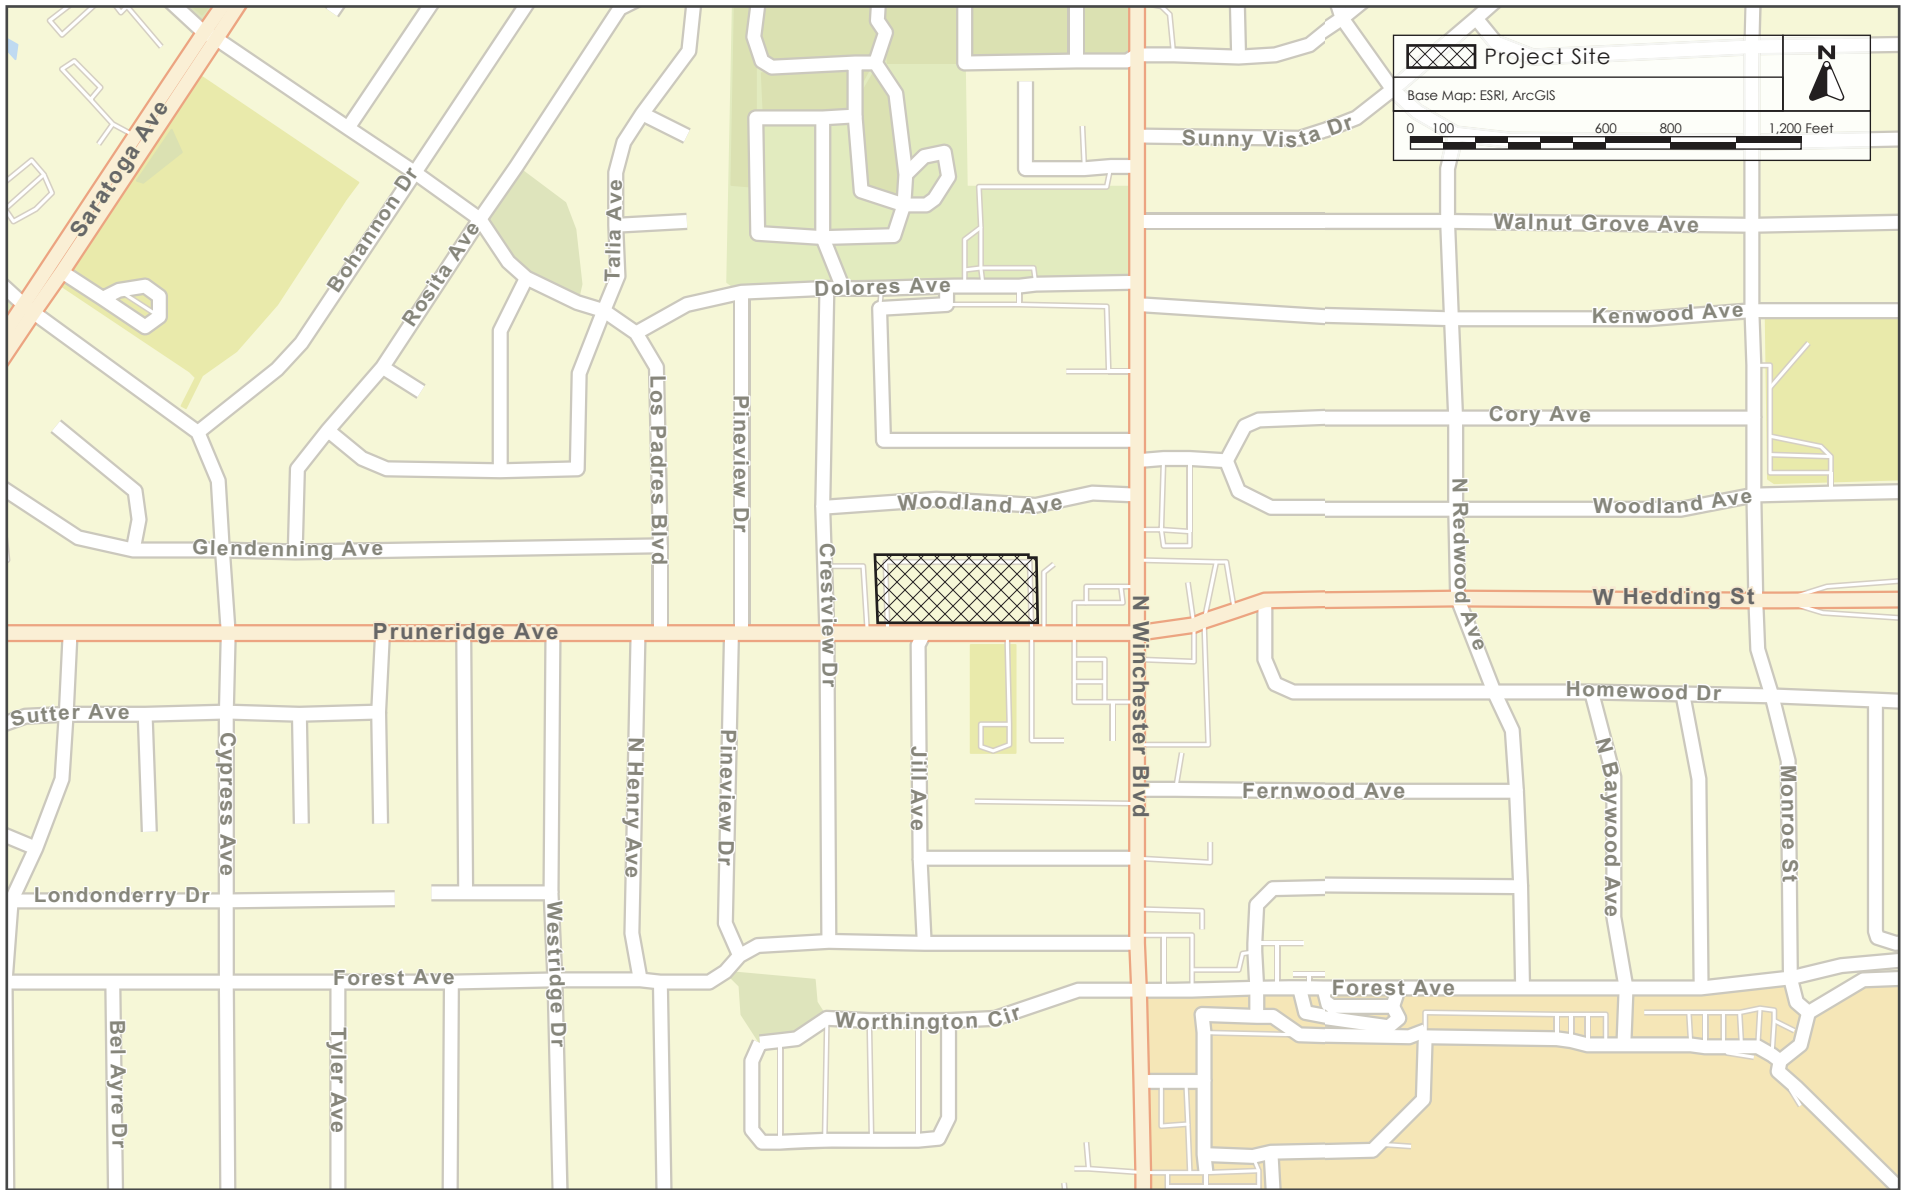 Project Site
N
Base Map: ESRI, ArcGIS
0 100 600 800 1,200 Feet
Saratoga Ave
Sunny Vista Dr
Bohannon Dr
Rosita Ave
Talia Ave
Walnut Grove Ave
Dolores Ave
Kenwood Ave
Los Padres Blvd
Pineview Dr
Cory Ave
Woodland Ave
N Redwood Ave
Woodland Ave
Glendenning Ave
Crestview Dr
W Hedding St
Pruneridge Ave
N Winchester Blvd
Homewood Dr
Sutter Ave
Cypress Ave
N Henry Ave
Pineview Dr
Jill Ave
Fernwood Ave
N Baywood Ave
Monroe St
Londonderry Dr
Westridge Dr
Forest Ave
Forest Ave
Worthington Cir
Bel Ayre Dr
Tyler Ave